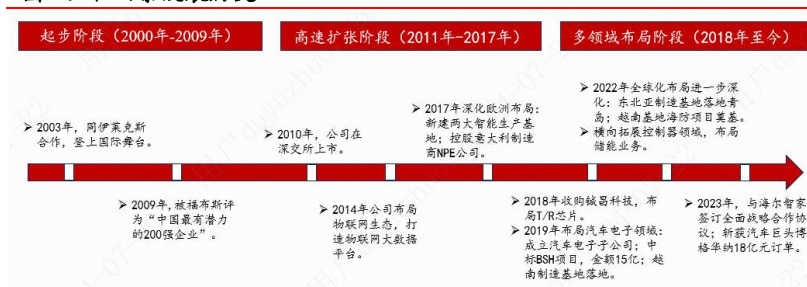 起步阶段（2000年-2009年）
高速扩张阶段（2011年-2017年）
多领域布局阶段（2018年至今）
➢ 2003年，同伊莱克斯
合作，登上国际舞台。
➢ 2009年，被福布斯评
为“中国最有潜力
的200强企业”。
➢ 2010年，公司在
深交所上市。
➢ 2014年公司布局
物联网生态，打
造物联网大数据
平台。
➢ 2017年深化欧洲布局：
新建两大智能生产基
地；控股意大利制造
商NPE公司。
➢ 2018年收购铖昌科技，布
局T/R芯片。
➢ 2019年布局汽车电子领域：
成立汽车电子子公司；中
标BSH项目，金额15亿；越
南制造基地落地。
➢ 2022年全球化布局进一步深
化：东北亚制造基地落地青
岛；越南基地海防项目奠基。
➢ 横向拓展控制器领域，布局
储能业务。
➢ 2023年，与海尔智家
签订全面战略合作协
议；斩获汽车巨头博
格华纳18亿元订单。